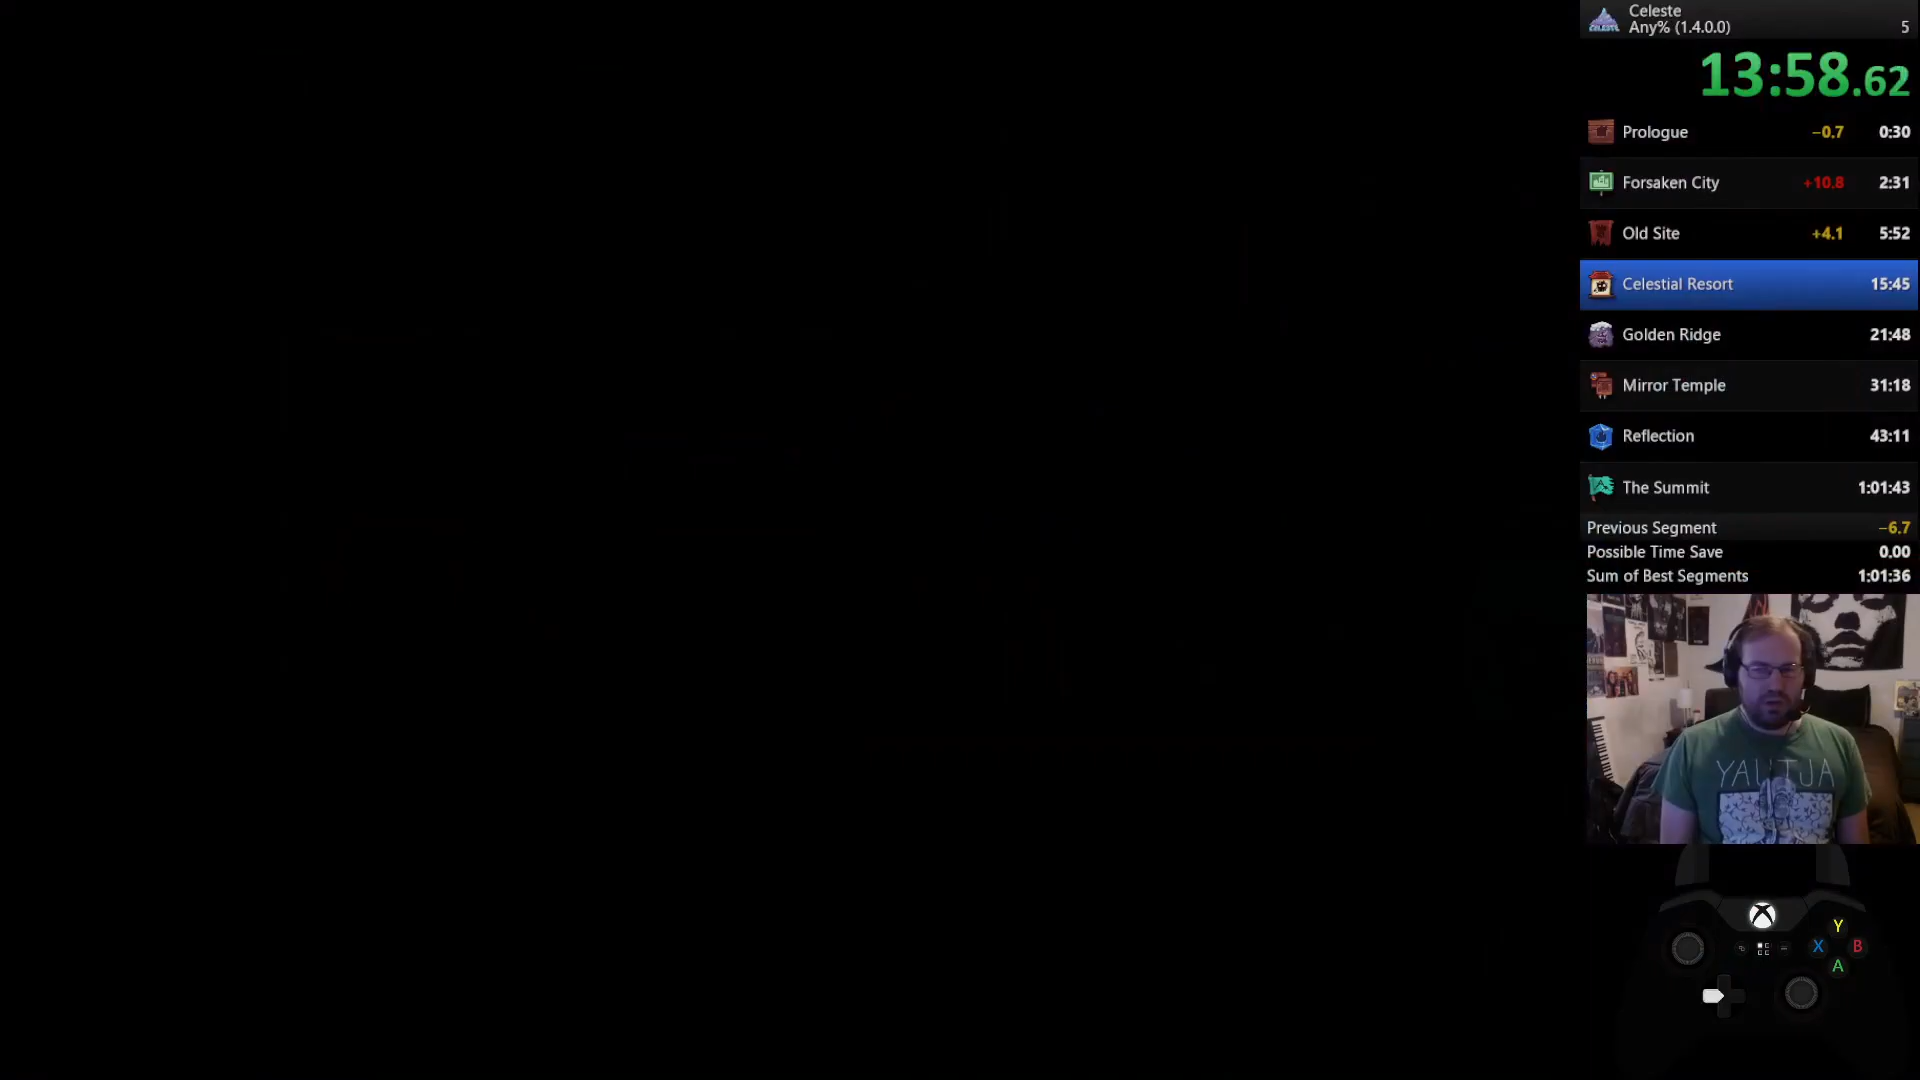 Celeste
Any% (1.4.0.0) 5
13:58.62
Prologue −0.7 0:30
Forsaken City +10.8 2:31
Old Site +4.1 5:52
Celestial Resort 15:45
Golden Ridge 21:48
Mirror Temple 31:18
Reflection 43:11
The Summit 1:01:43
Previous Segment −6.7
Possible Time Save 0.00
Sum of Best Segments 1:01:36
YAUTJA
Y
X B
A